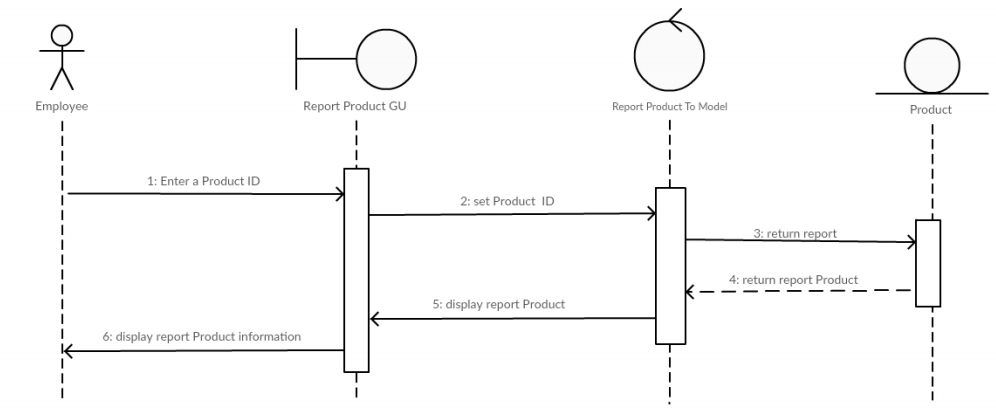 Employee
Report Product GU
Report Product To Model
Product
1: Enter a Product ID
2: set Product ID
3: return report
4: return report Product
5: display report Product
6: display report Product information